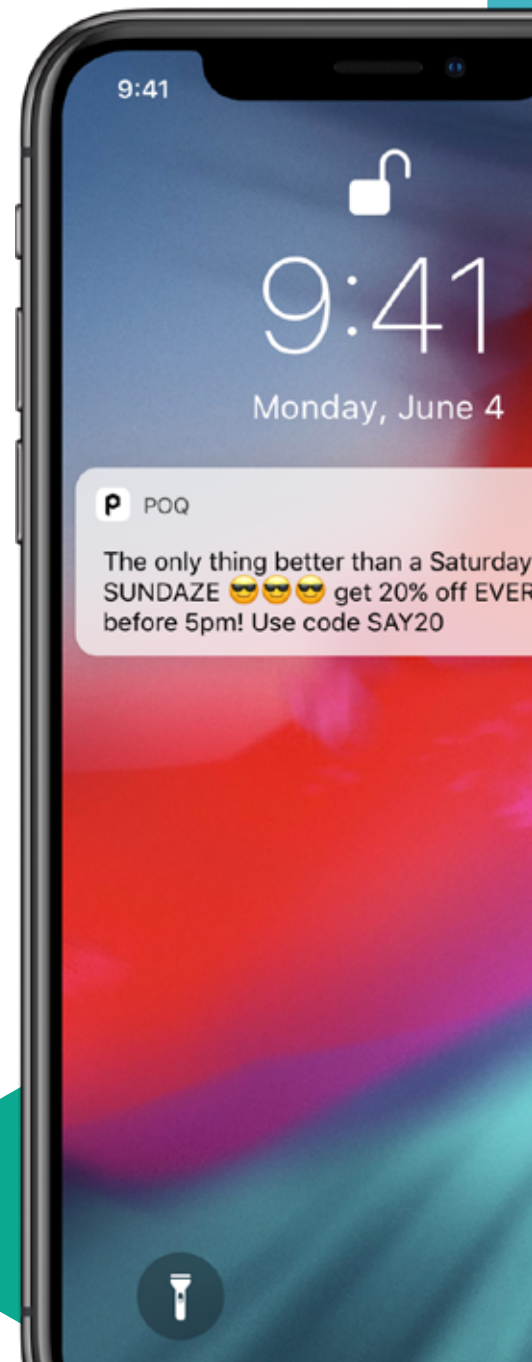 9:41
9:41
Monday, June 4
P POQ
The only thing better than a Saturday
SUNDAZE 😎😎😎 get 20% off EVER
before 5pm! Use code SAY20